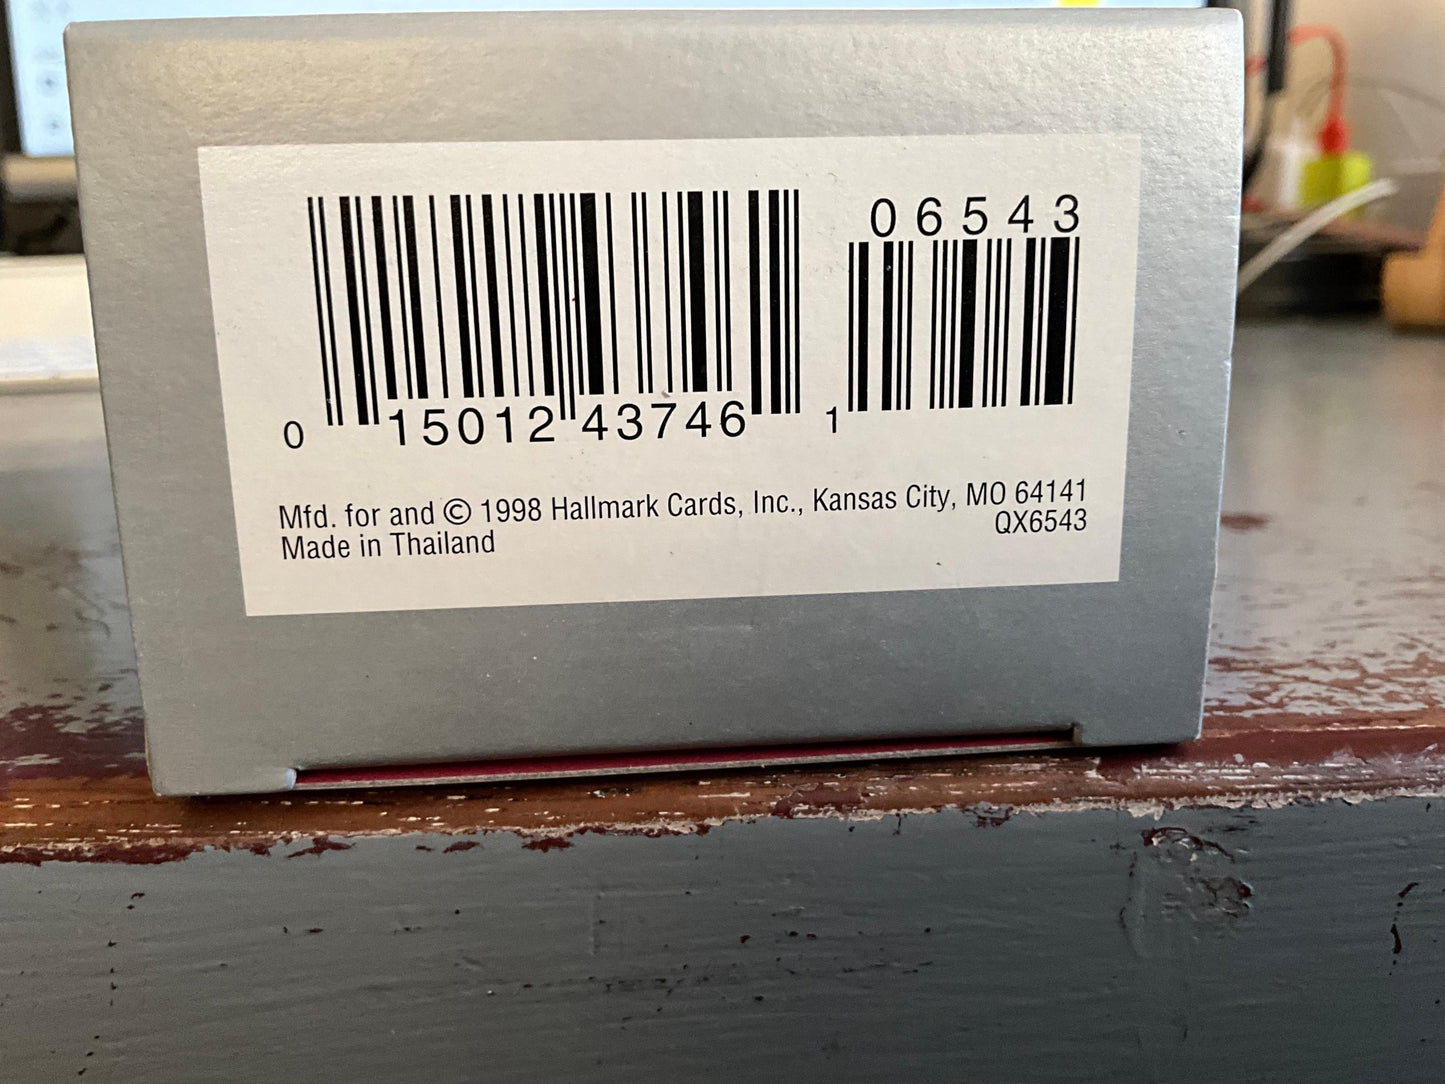 06543
0 15012 43746 1
Mfd. for and © 1998 Hallmark Cards, Inc., Kansas City, MO 64141
QX6543
Made in Thailand